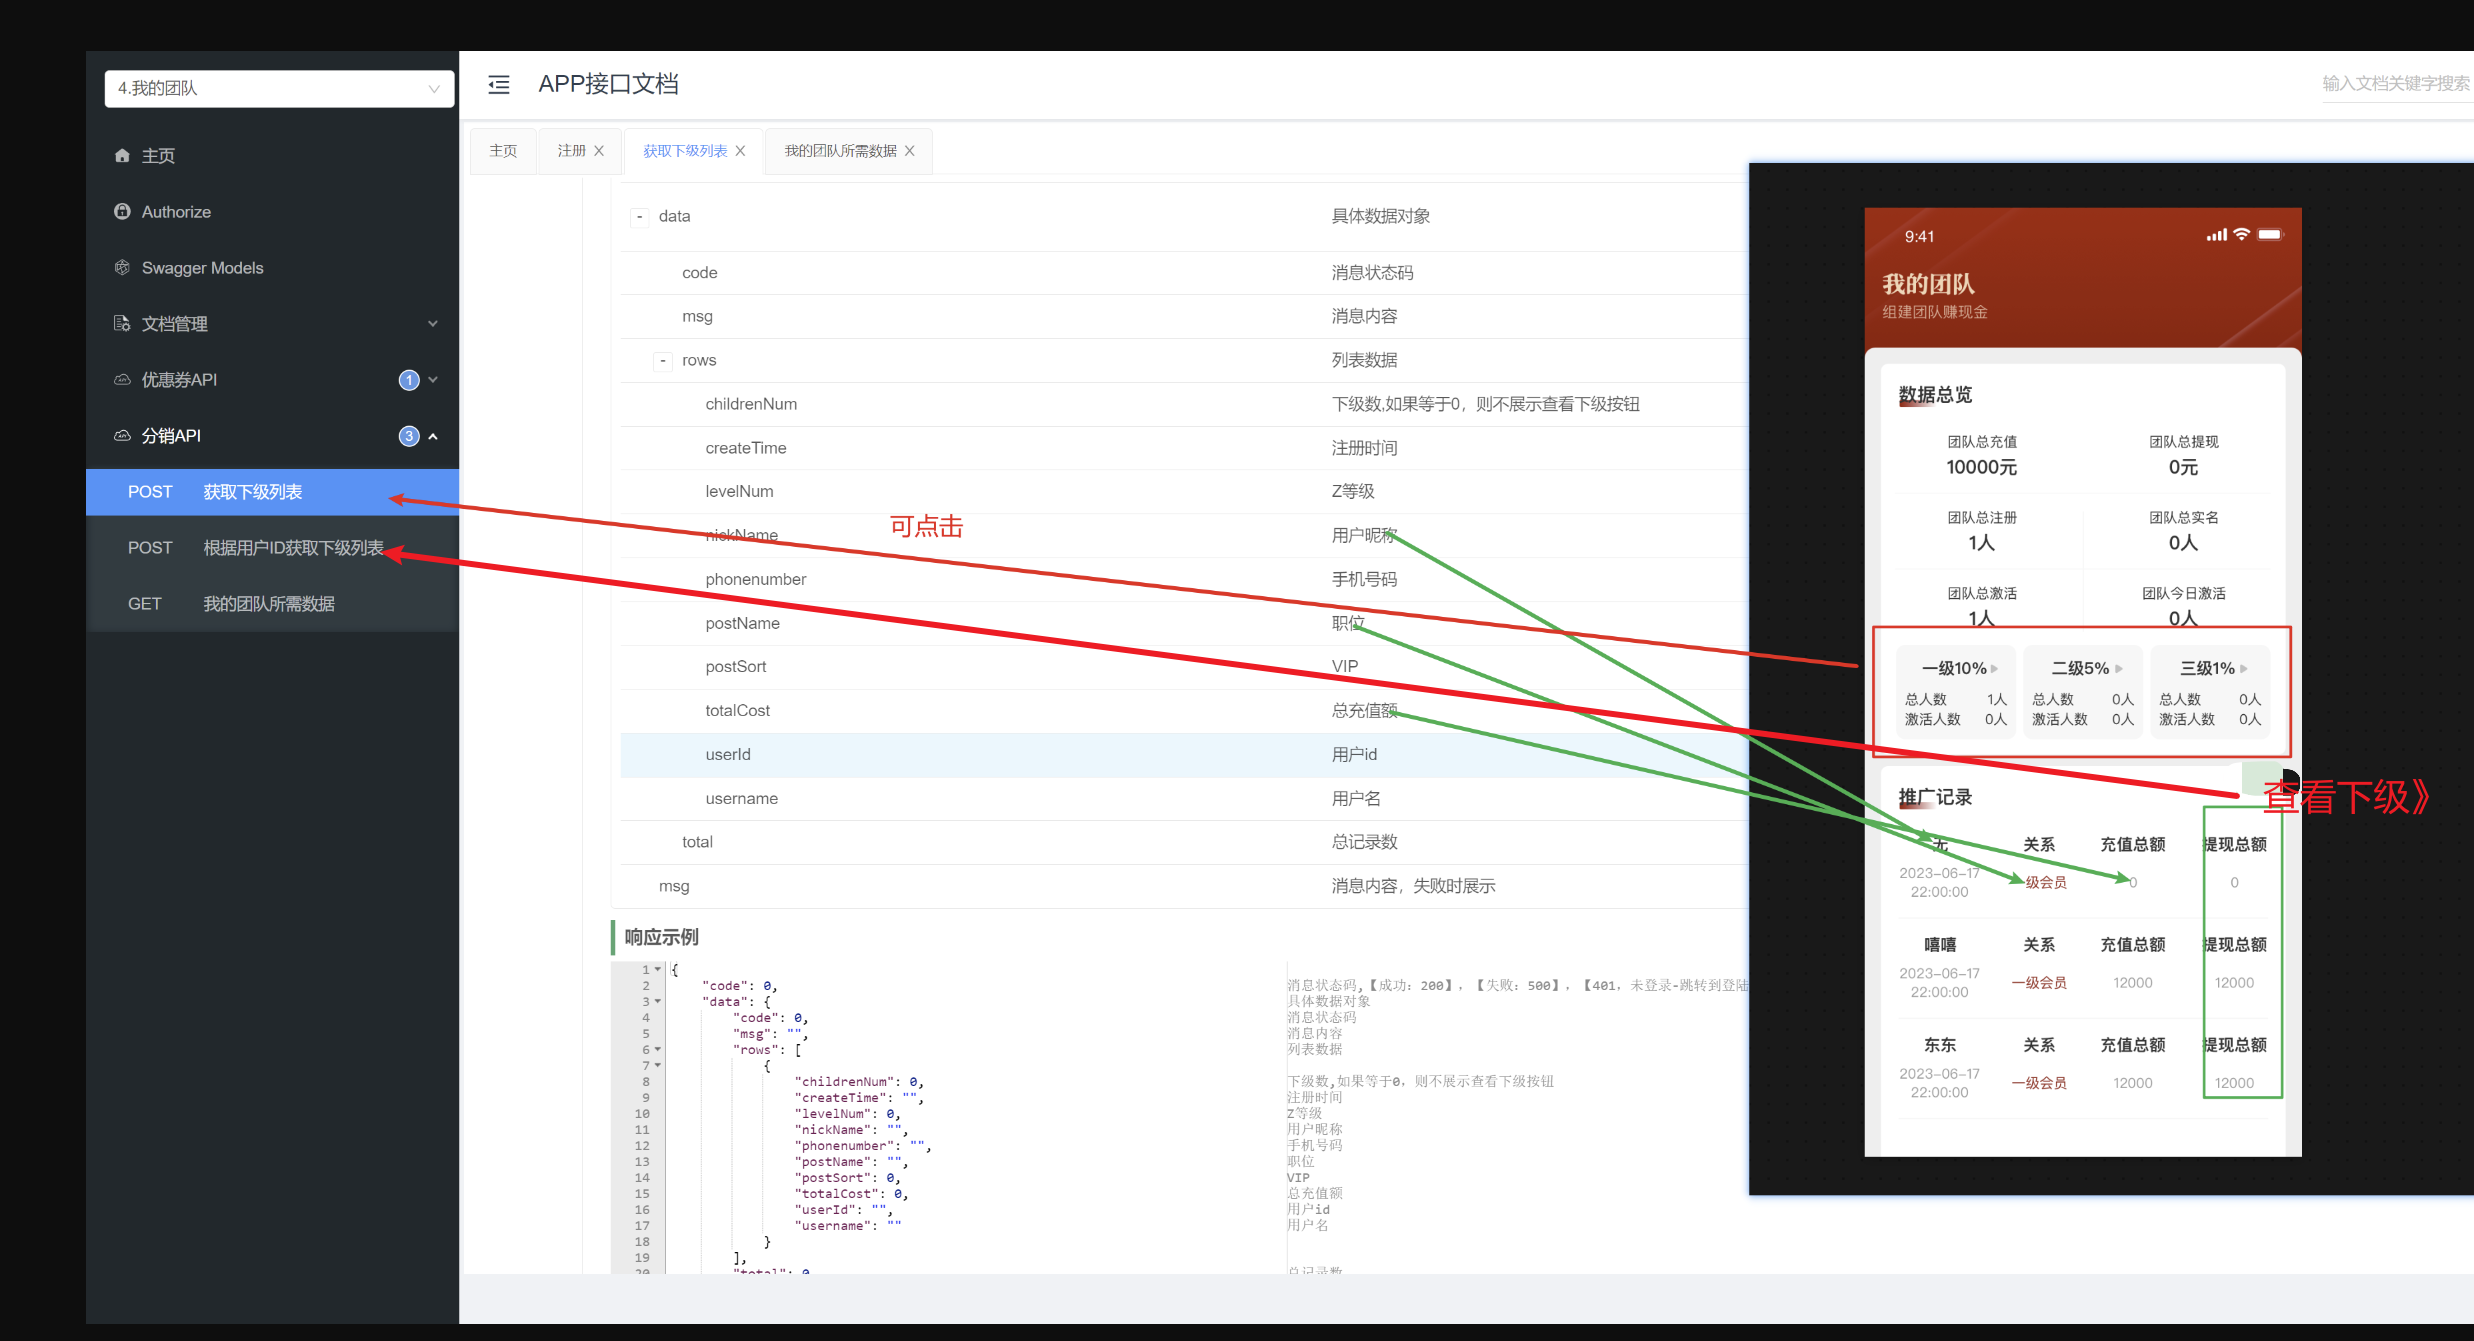 4.我的团队
主页
Authorize
Swagger Models
文档管理
优惠券API
1
分销API
3
POST 获取下级列表
POST 根据用户ID获取下级列表
GET 我的团队所需数据
APP接口文档
输入文档关键字搜索
主页
注册
获取下级列表
我的团队所需数据
- data 具体数据对象
code 消息状态码
msg 消息内容
- rows 列表数据
childrenNum 下级数,如果等于0，则不展示查看下级按钮
createTime 注册时间
levelNum Z等级
可点击
nickName 用户昵称
phonenumber 手机号码
postName 职位
postSort VIP
totalCost 总充值额
userId 用户id
username 用户名
total 总记录数
msg 消息内容，失败时展示
响应示例
1 {
2 "code": 0, 消息状态码,【成功: 200】,【失败: 500】,【401, 未登录-跳转到登陆
3 "data": { 具体数据对象
4 "code": 0, 消息状态码
5 "msg": "", 消息内容
6 "rows": [ 列表数据
7 {
8 "childrenNum": 0, 下级数,如果等于0，则不展示查看下级按钮
9 "createTime": "", 注册时间
10 "levelNum": 0, Z等级
11 "nickName": "", 用户昵称
12 "phonenumber": "", 手机号码
13 "postName": "", 职位
14 "postSort": 0, VIP
15 "totalCost": 0, 总充值额
16 "userId": "", 用户id
17 "username": "" 用户名
18 }
19 ],
20 "total": 0 总记录数
9:41
我的团队
组建团队赚现金
数据总览
团队总充值 团队总提现
10000元 0元
团队总注册 团队总实名
1人 0人
团队总激活 团队今日激活
1人 0人
一级10% 二级5% 三级1%
总人数 1人 总人数 0人 总人数 0人
激活人数 0人 激活人数 0人 激活人数 0人
查看下级》
推广记录
无 关系 充值总额 提现总额
2023-06-17 级会员 0 0
22:00:00
嘻嘻 关系 充值总额 提现总额
2023-06-17 一级会员 12000 12000
22:00:00
东东 关系 充值总额 提现总额
2023-06-17 一级会员 12000 12000
22:00:00